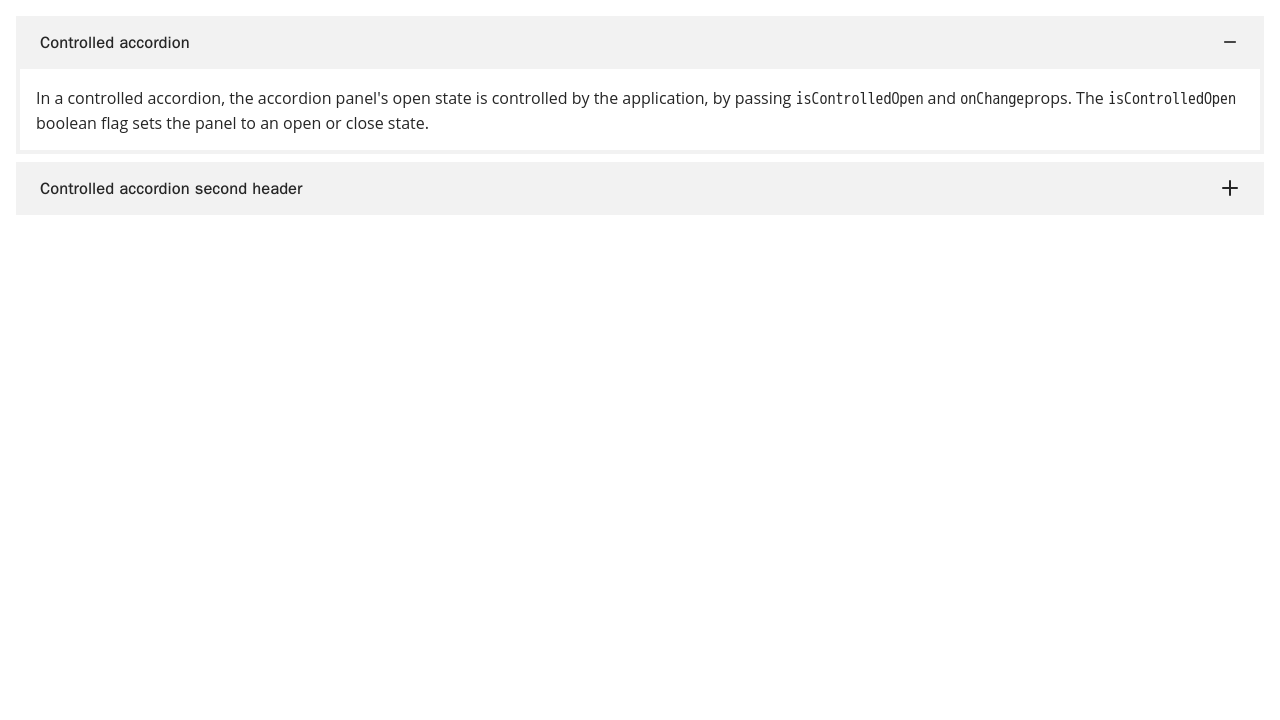 Controlled accordion
In a controlled accordion, the accordion panel's open state is controlled by the application, by passing isControlledOpen and onChangeprops. The isControlledOpen
boolean flag sets the panel to an open or close state.
Controlled accordion second header